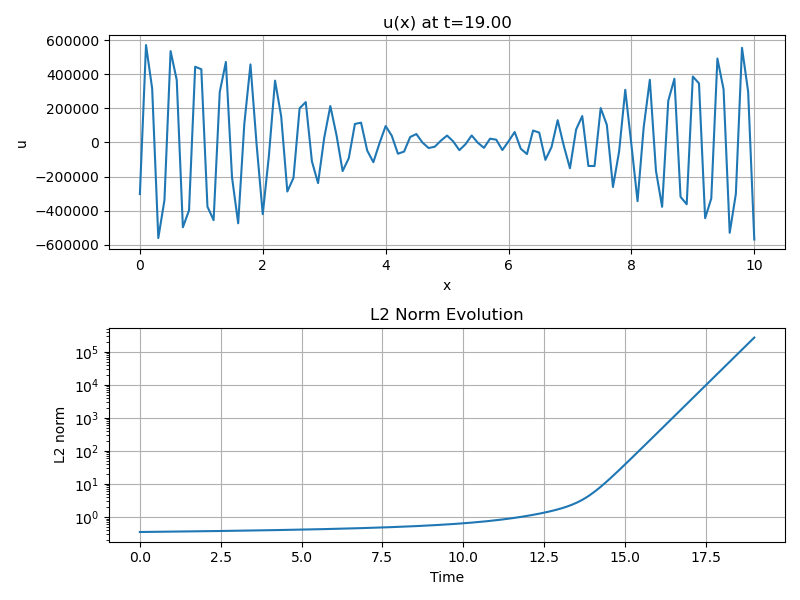 u(x) at t=19.00
600000
400000
200000
0
−200000
−400000
−600000
u
0 2 4 6 8 10
x
L2 Norm Evolution
10^5
10^4
10^3
10^2
10^1
10^0
L2 norm
0.0 2.5 5.0 7.5 10.0 12.5 15.0 17.5
Time